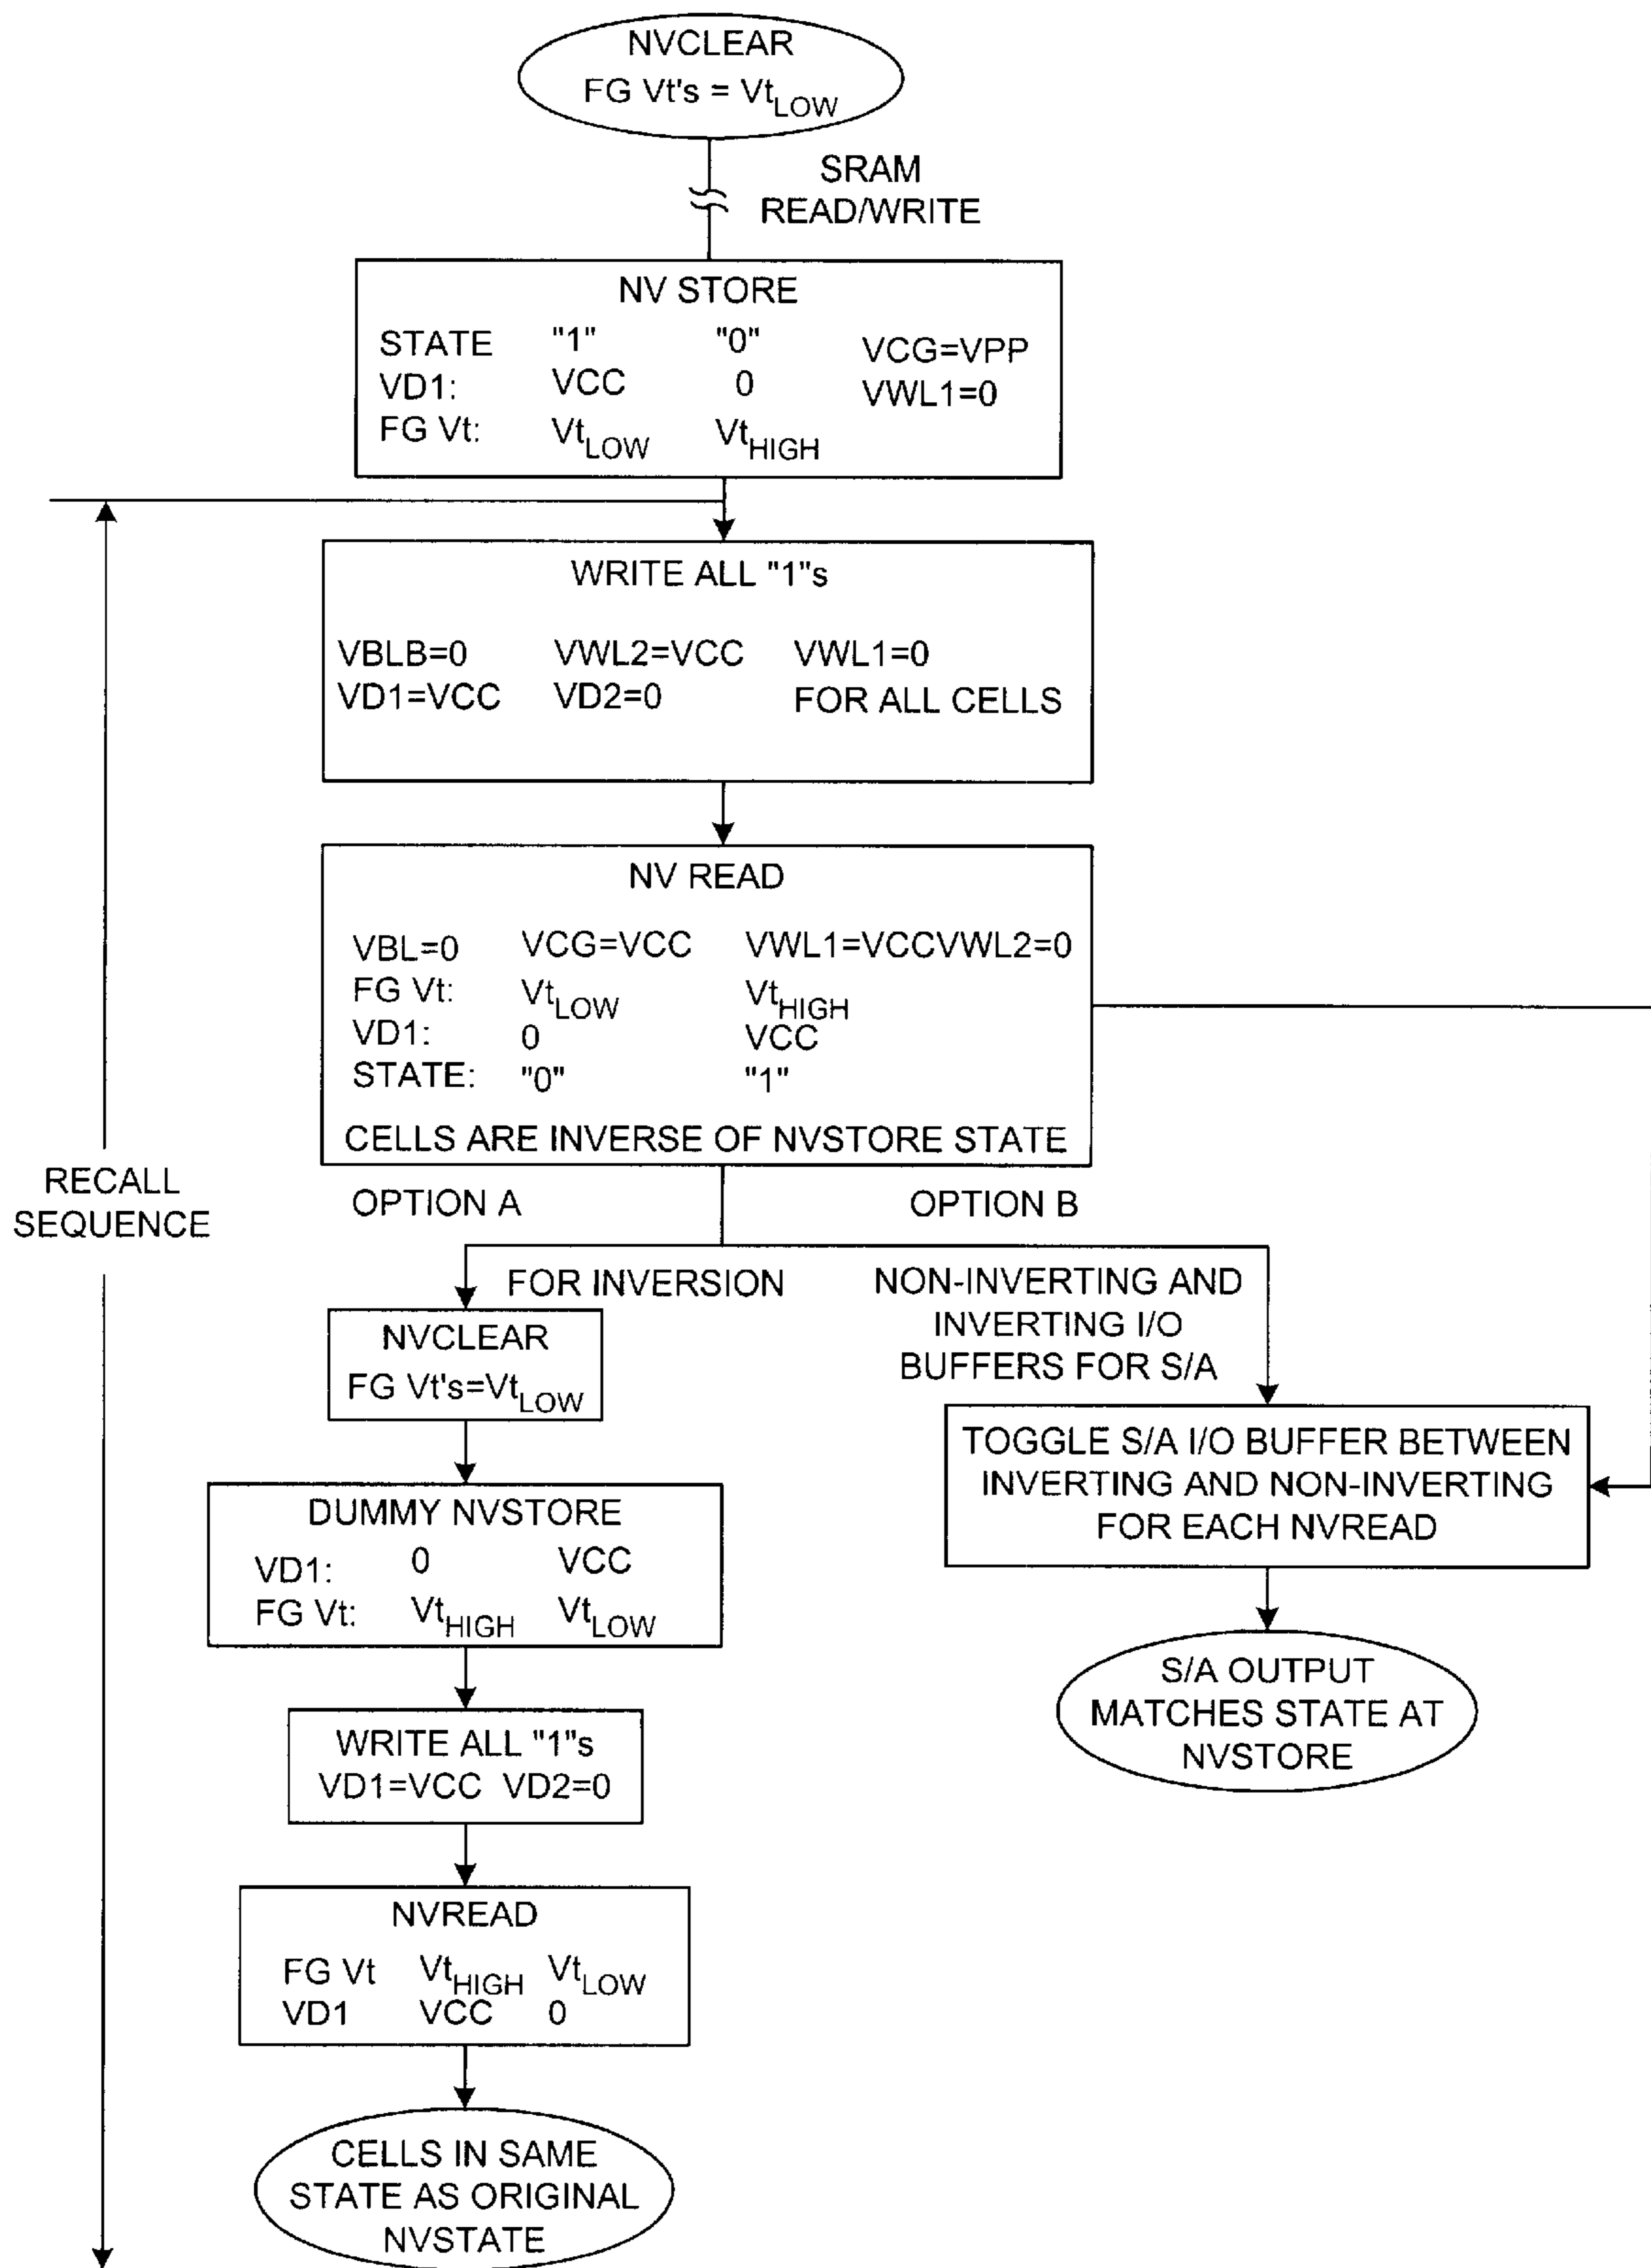 NVCLEAR
FG Vt's = VtLOW
SRAM
READ/WRITE
NV STORE
STATE "1" "0" VCG=VPP
VD1: VCC 0 VWL1=0
FG Vt: VtLOW VtHIGH
WRITE ALL "1"s
VBLB=0 VWL2=VCC VWL1=0
VD1=VCC VD2=0 FOR ALL CELLS
NV READ
VBL=0 VCG=VCC VWL1=VCCVWL2=0
FG Vt: VtLOW VtHIGH
VD1: 0 VCC
STATE: "0" "1"
CELLS ARE INVERSE OF NVSTORE STATE
RECALL
SEQUENCE
OPTION A
OPTION B
FOR INVERSION
NON-INVERTING AND
INVERTING I/O
BUFFERS FOR S/A
NVCLEAR
FG Vt's=VtLOW
DUMMY NVSTORE
VD1: 0 VCC
FG Vt: VtHIGH VtLOW
WRITE ALL "1"s
VD1=VCC VD2=0
NVREAD
FG Vt VtHIGH VtLOW
VD1 VCC 0
CELLS IN SAME
STATE AS ORIGINAL
NVSTATE
TOGGLE S/A I/O BUFFER BETWEEN
INVERTING AND NON-INVERTING
FOR EACH NVREAD
S/A OUTPUT
MATCHES STATE AT
NVSTORE